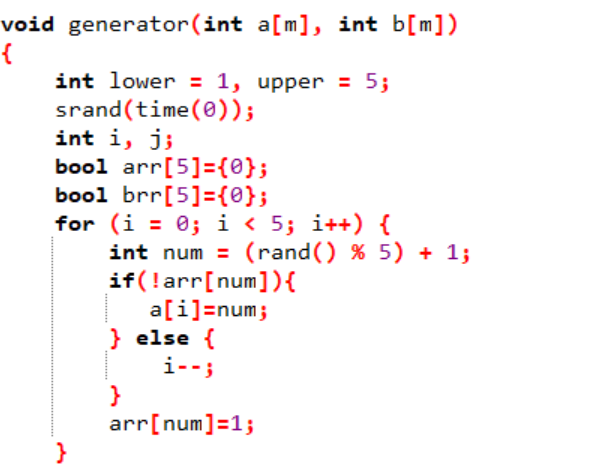 void generator(int a[m], int b[m])
{
    int lower = 1, upper = 5;
    srand(time(0));
    int i, j;
    bool arr[5]={0};
    bool brr[5]={0};
    for (i = 0; i < 5; i++) {
        int num = (rand() % 5) + 1;
        if(!arr[num]){
           a[i]=num;
        } else {
            i--;
        }
        arr[num]=1;
    }